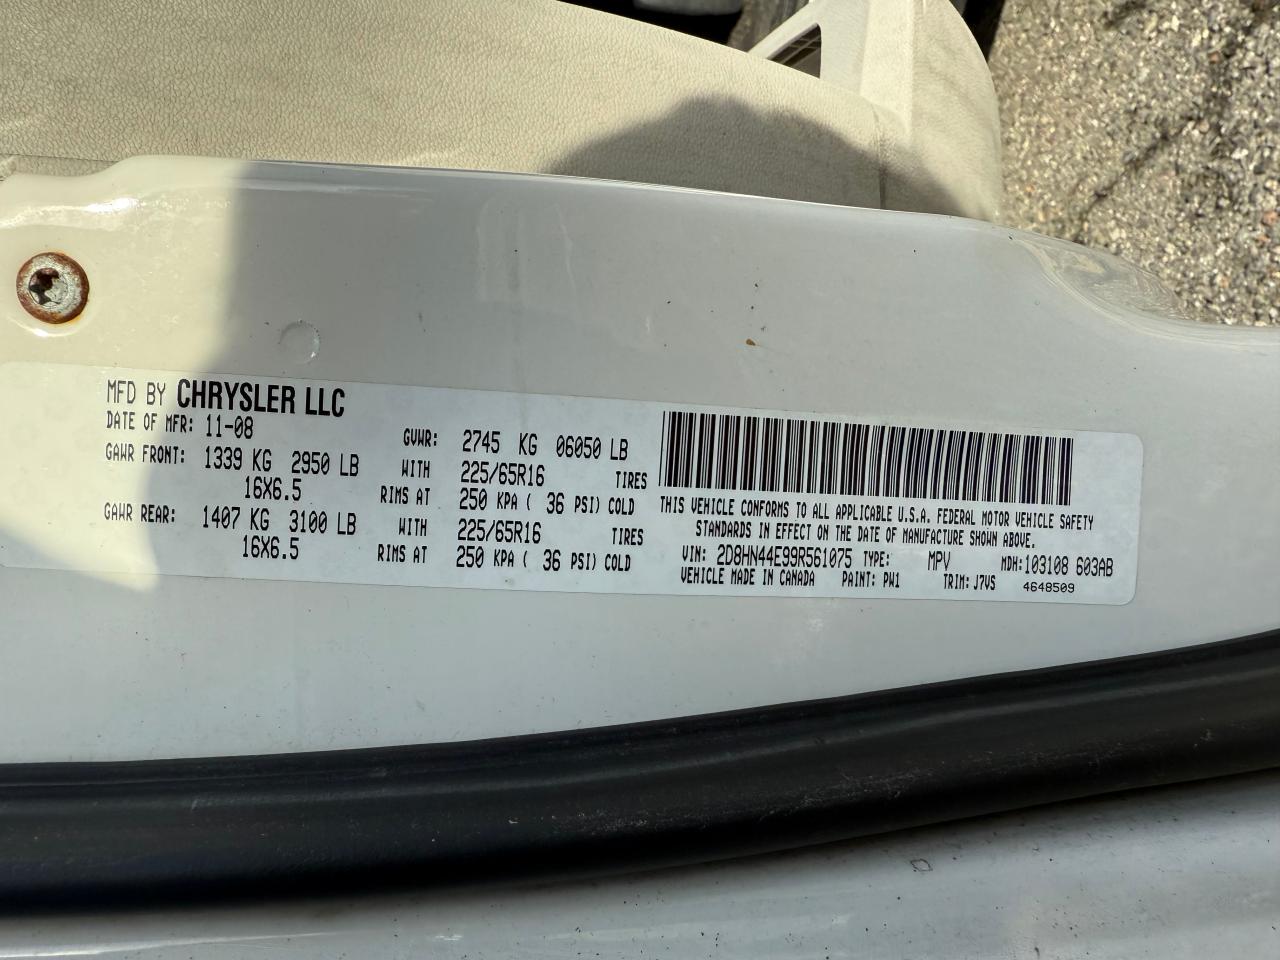 MFD BY CHRYSLER LLC
DATE OF MFR: 11-08 GVWR: 2745 KG 06050 LB
GAWR FRONT: 1339 KG 2950 LB WITH 225/65R16 TIRES
16X6.5 RIMS AT 250 KPA ( 36 PSI) COLD
GAWR REAR: 1407 KG 3100 LB WITH 225/65R16 TIRES
16X6.5 RIMS AT 250 KPA ( 36 PSI) COLD
THIS VEHICLE CONFORMS TO ALL APPLICABLE U.S.A. FEDERAL MOTOR VEHICLE SAFETY
STANDARDS IN EFFECT ON THE DATE OF MANUFACTURE SHOWN ABOVE.
VIN: 2D8HN44E99R561075 TYPE: MPV MDH: 103108 603AB
VEHICLE MADE IN CANADA PAINT: PW1 TRIM: J7VS 4648509